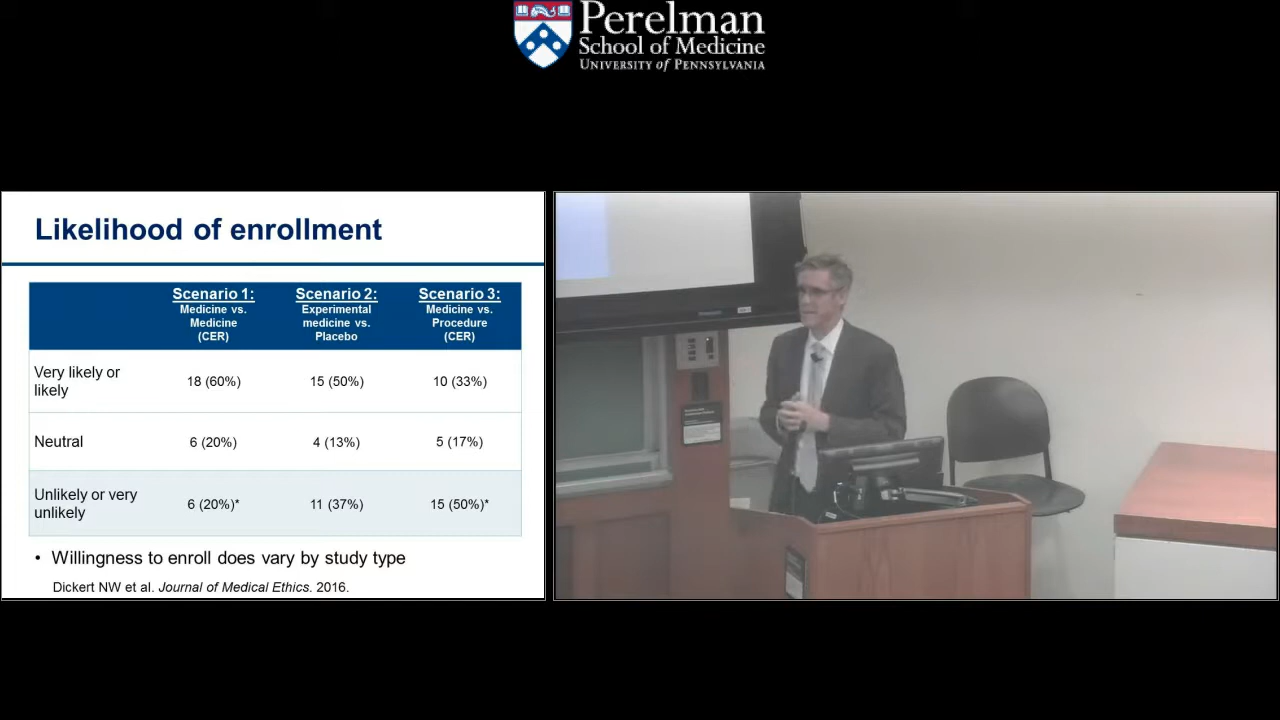 Perelman
School of Medicine
UNIVERSITY of PENNSYLVANIA
Likelihood of enrollment
Scenario 1:
Medicine vs.
Medicine
(CER)
Scenario 2:
Experimental
medicine vs.
Placebo
Scenario 3:
Medicine vs.
Procedure
(CER)
Very likely or
likely
18 (60%)
15 (50%)
10 (33%)
Neutral
6 (20%)
4 (13%)
5 (17%)
Unlikely or very
unlikely
6 (20%)*
11 (37%)
15 (50%)*
• Willingness to enroll does vary by study type
Dickert NW et al. Journal of Medical Ethics. 2016.